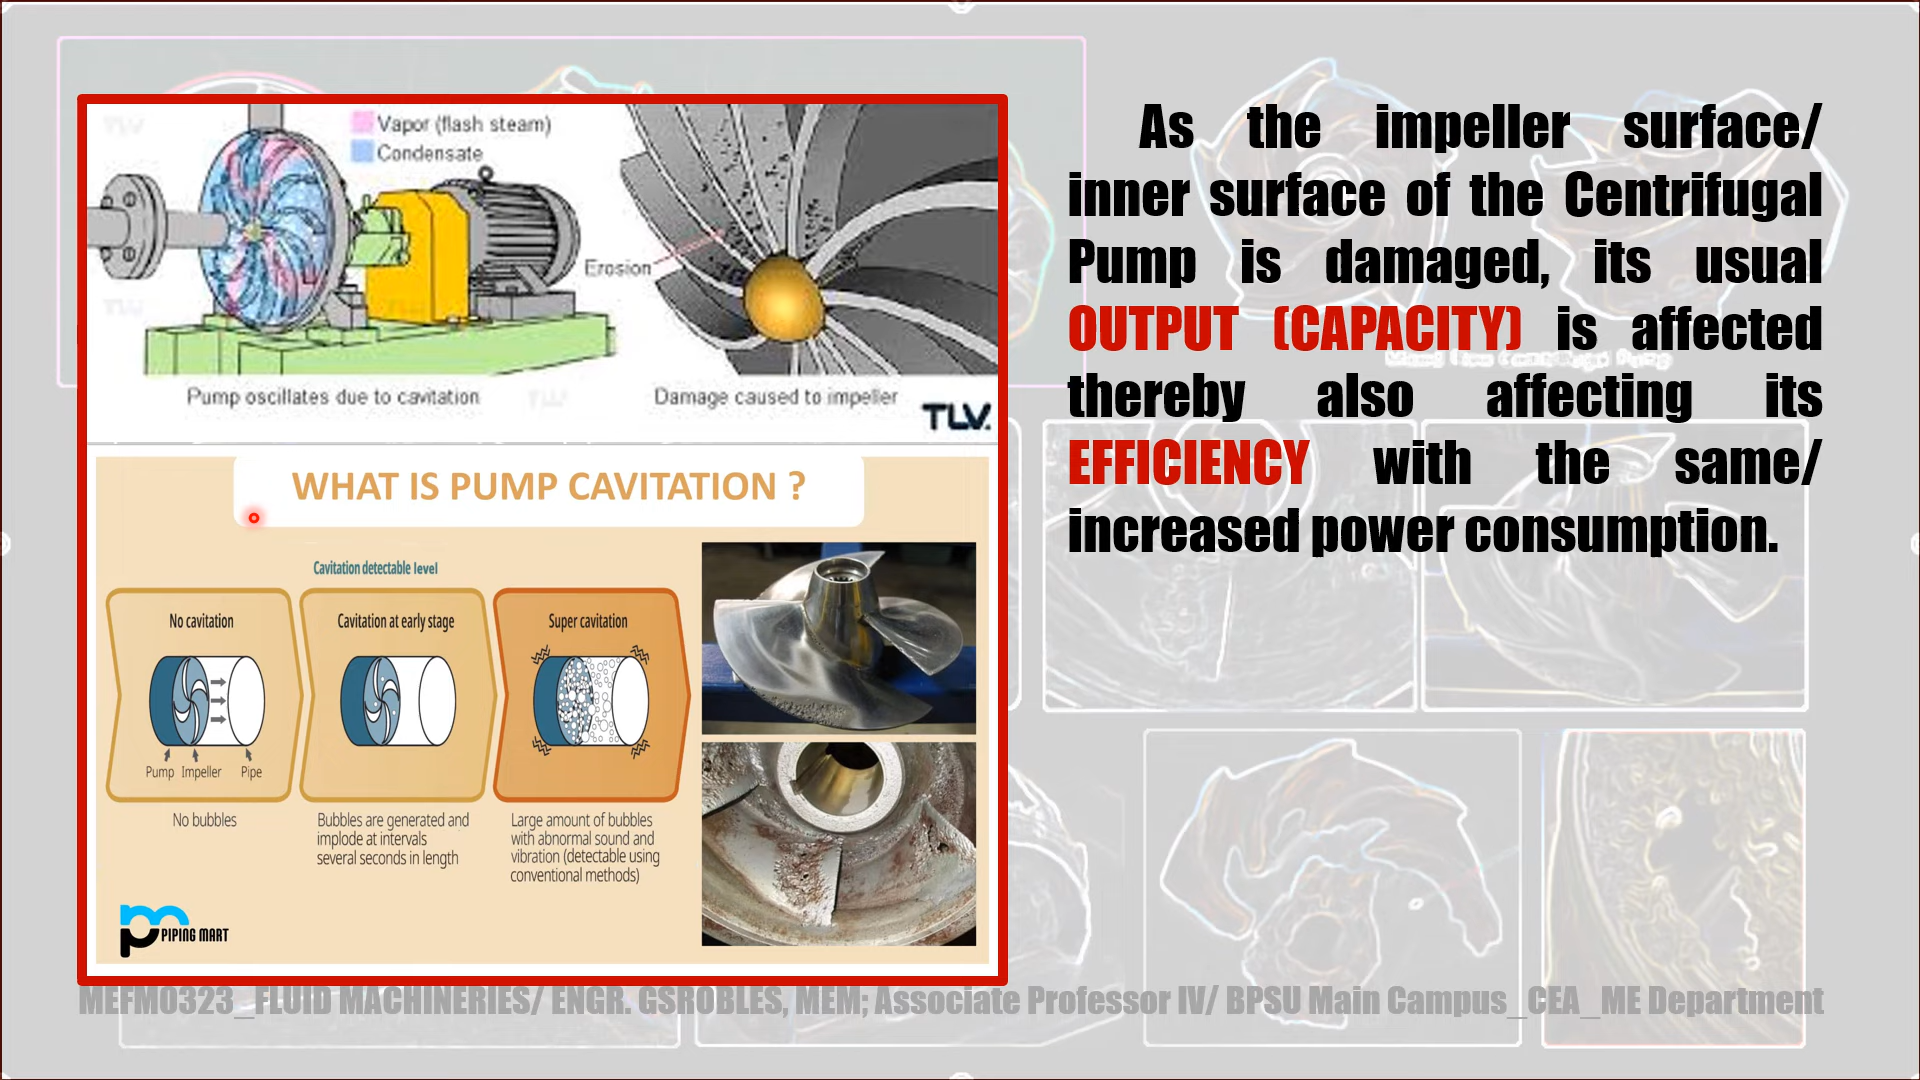 Vapor (flash steam)
Condensate
Erosion
Pump oscillates due to cavitation
Damage caused to impeller
TLV.
WHAT IS PUMP CAVITATION ?
Cavitation detectable level
No cavitation
Cavitation at early stage
Super cavitation
Pump Impeller Pipe
No bubbles
Bubbles are generated and
implode at intervals
several seconds in length
Large amount of bubbles
with abnormal sound and
vibration (detectable using
conventional methods)
PIPING MART
As the impeller surface/
inner surface of the Centrifugal
Pump is damaged, its usual
OUTPUT (CAPACITY) is affected
thereby also affecting its
EFFICIENCY with the same/
increased power consumption.
MEFM0323_FLUID MACHINERIES/ ENGR. GSROBLES, MEM; Associate Professor IV/ BPSU Main Campus_CEA_ME Department